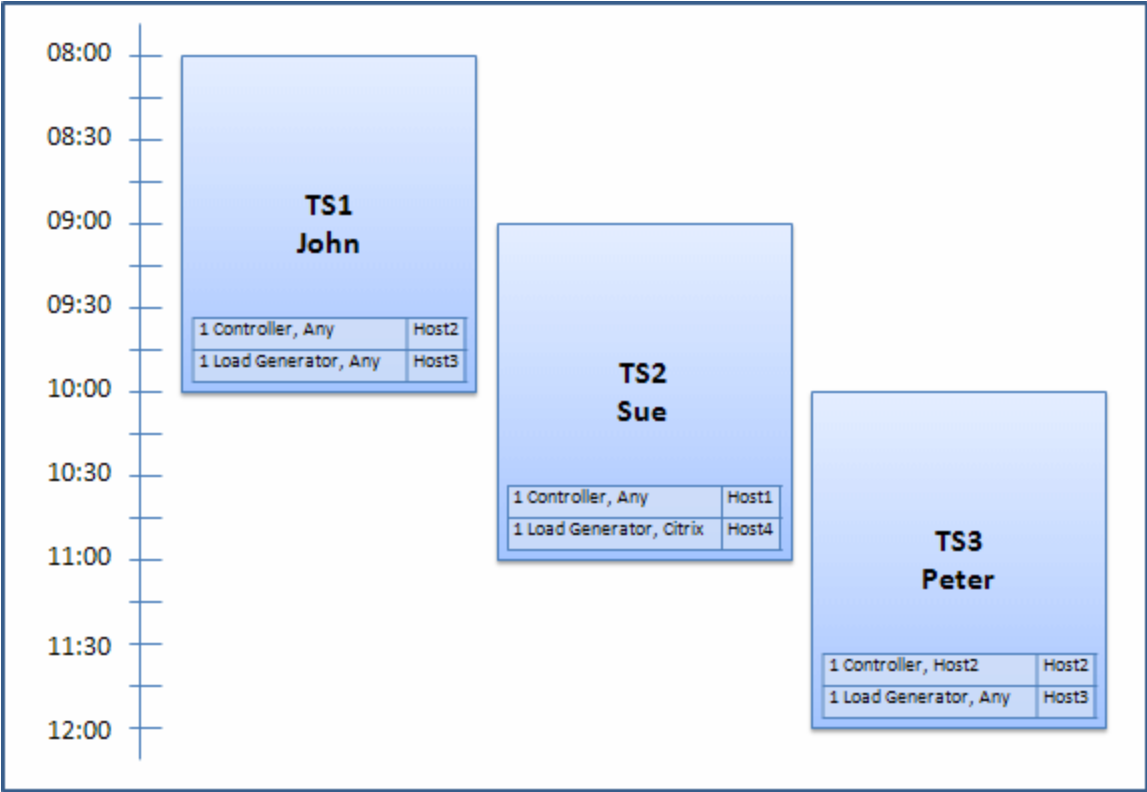 08:00
08:30
09:00
09:30
10:00
10:30
11:00
11:30
12:00
TS1
John
1 Controller, Any Host2
1 Load Generator, Any Host3
TS2
Sue
1 Controller, Any Host1
1 Load Generator, Citrix Host4
TS3
Peter
1 Controller, Host2 Host2
1 Load Generator, Any Host3